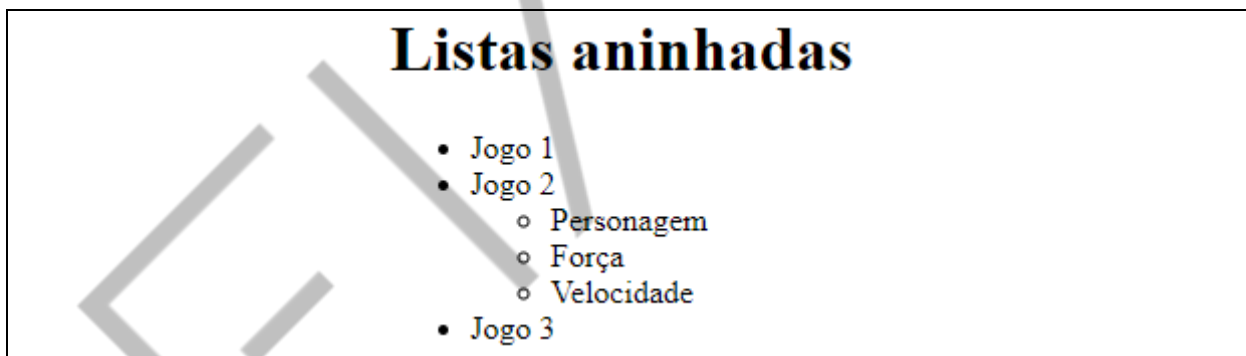 Listas aninhadas
Jogo 1
Jogo 2
Personagem
Força
Velocidade
Jogo 3